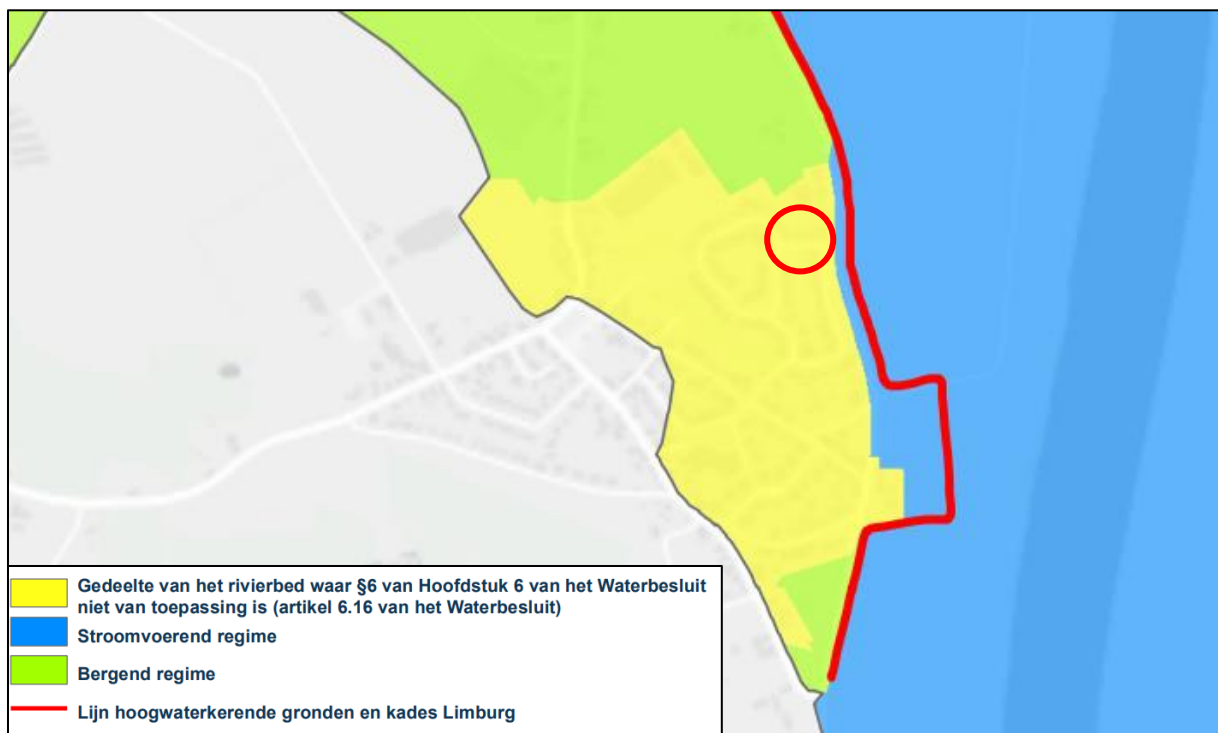 Gedeelte van het rivierbed waar §6 van Hoofdstuk 6 van het Waterbesluit
niet van toepassing is (artikel 6.16 van het Waterbesluit)
Stroomvoerend regime
Bergend regime
Lijn hoogwaterkerende gronden en kades Limburg